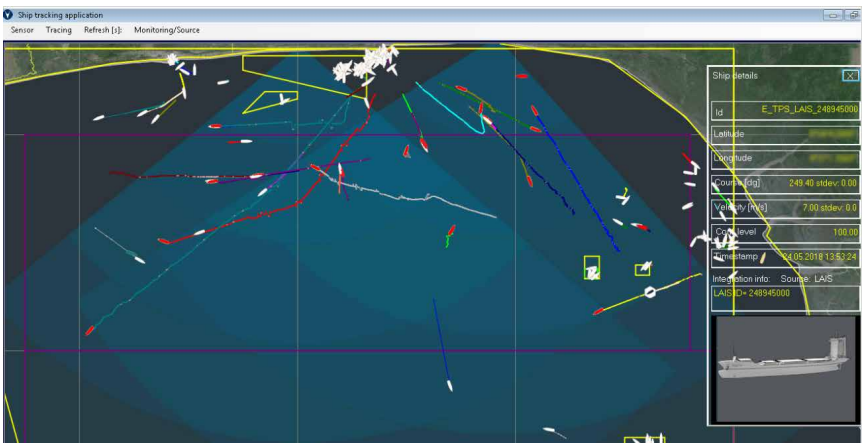 Ship tracking application
Sensor Tracing Refresh [s]: Monitoring/Source
Ship details
Id E_TPS_LAIS_248945000
Latitude
Longitude
Course [dg] 249.40 stdev: 0.00
Velocity [m/s] 7.00 stdev: 0.0
level 100.00
Timestamp 24.05.2018 13:53:24
Integration info: Source: LAIS
LAIS ID= 248945000